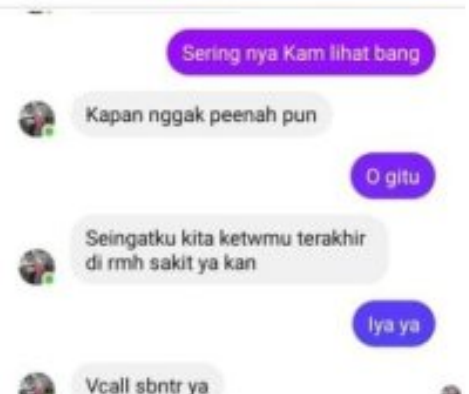 Sering nya Kam lihat bang
Kapan nggak peenah pun
O gitu
Seingatku kita ketwmu terakhir
di rmh sakit ya kan
Iya ya
Vcall sbntr ya